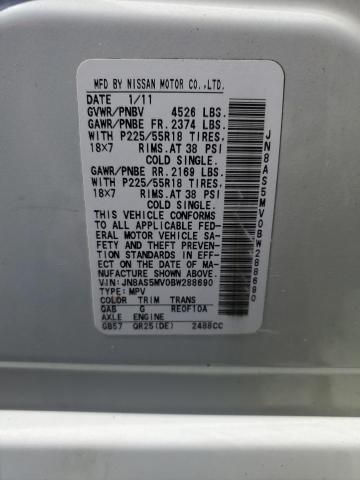 MFD BY NISSAN MOTOR CO.,LTD.
DATE 1/11
GVWR/PNBV 4526 LBS.
GAWR/PNBE FR. 2374 LBS.
WITH P225/55R18 TIRES,
18×7 RIMS.AT 38 PSI
COLD SINGLE.
GAWR/PNBE RR. 2169 LBS.
WITH P225/55R18 TIRES,
18×7 RIMS.AT 38 PSI
COLD SINGLE.
THIS VEHICLE CONFORMS
TO ALL APPLICABLE FED-
ERAL MOTOR VEHICLE SA-
FETY AND THEFT PREVEN-
TION STANDARDS IN EFF-
ECT ON THE DATE OF MA-
NUFACTURE SHOWN ABOVE.
VIN: JN8AS5MV0BW288690
TYPE: MPV
COLOR TRIM TRANS
QAB G RE0F10A
AXLE ENGINE
GB57 QR25(DE) 2488CC
JN8AS5MV0BW288690